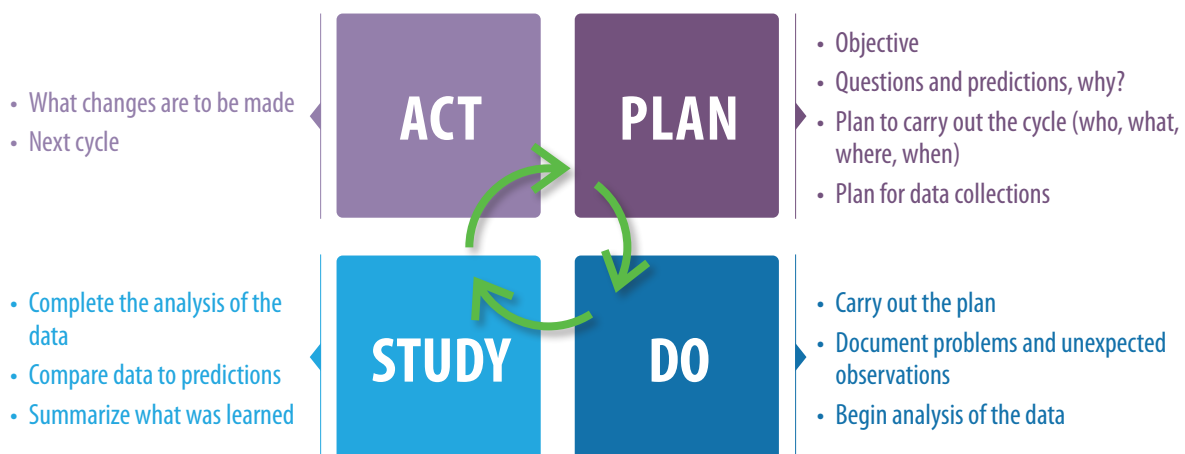 ACT
• What changes are to be made
• Next cycle
PLAN
• Objective
• Questions and predictions, why?
• Plan to carry out the cycle (who, what,
where, when)
• Plan for data collections
STUDY
• Complete the analysis of the
data
• Compare data to predictions
• Summarize what was learned
DO
• Carry out the plan
• Document problems and unexpected
observations
• Begin analysis of the data